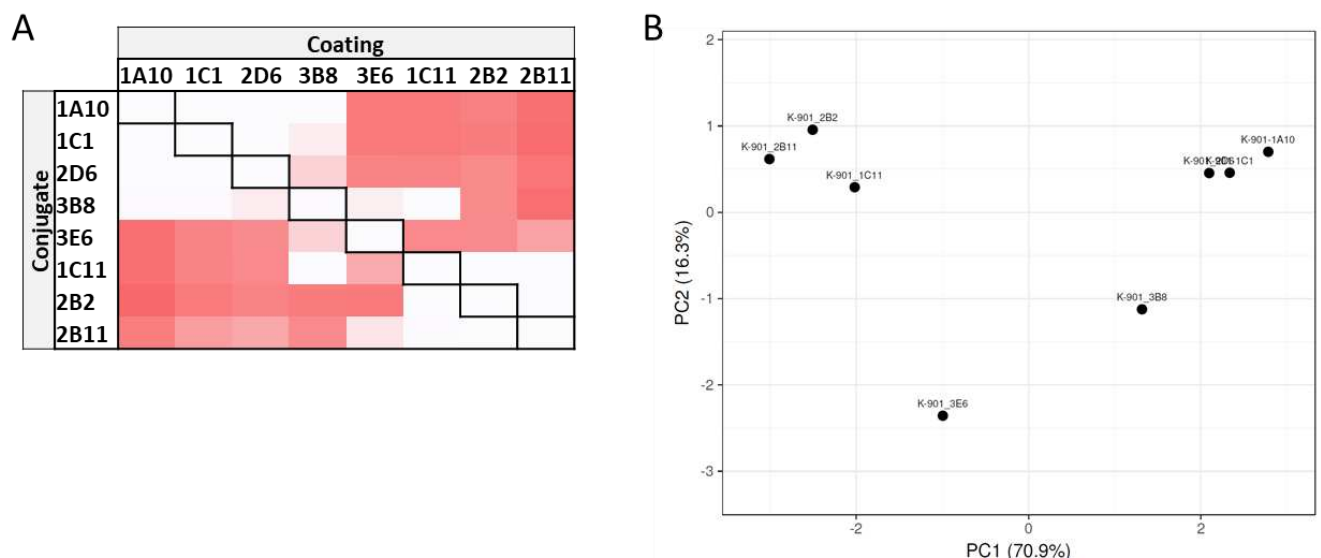 A
Coating
1A10 1C1 2D6 3B8 3E6 1C11 2B2 2B11
Conjugate
1A10
1C1
2D6
3B8
3E6
1C11
2B2
2B11
B
PC2 (16.3%)
2
1
0
-1
-2
-3
K-901_2B2
K-901_2B11
K-901_1C11
K-901-1A10
K-901_3B8
K-901_3E6
-2 0 2
PC1 (70.9%)